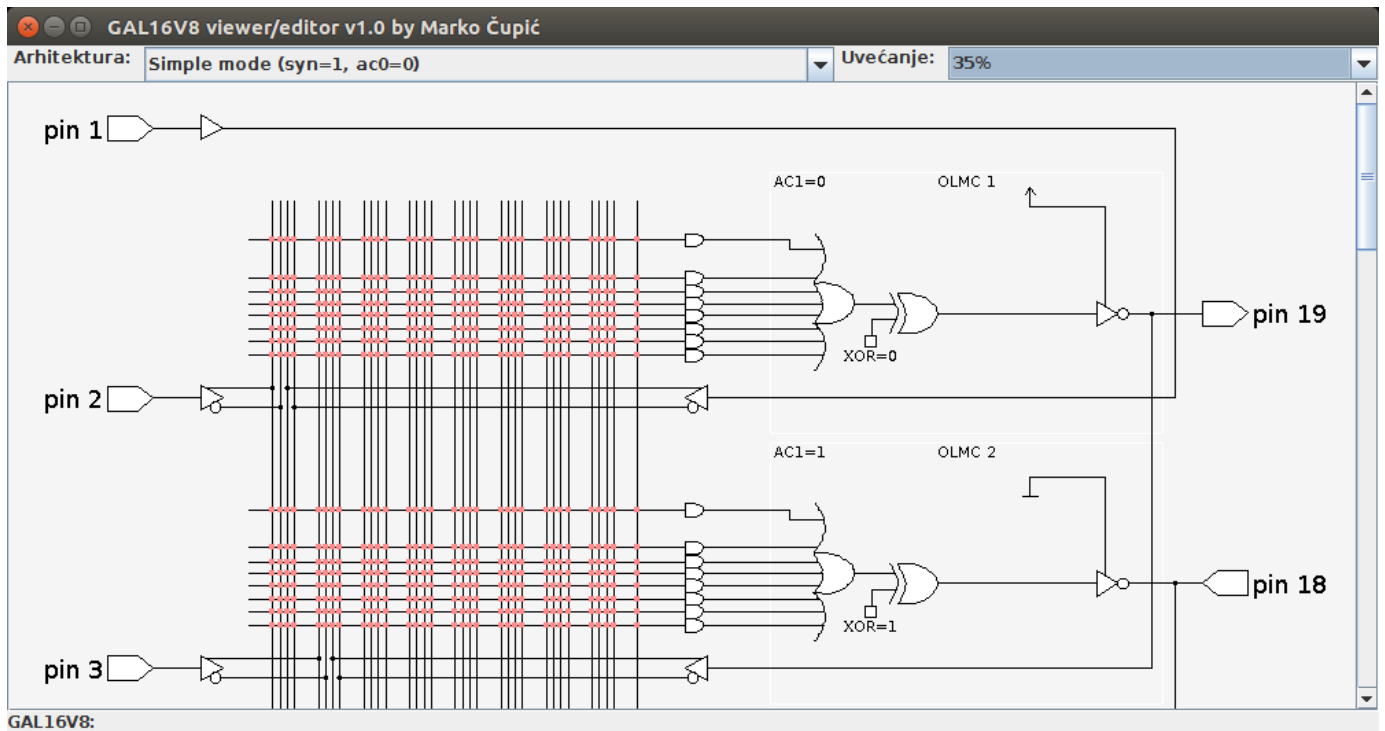 GAL16V8 viewer/editor v1.0 by Marko Čupić
Arhitektura: Simple mode (syn=1, ac0=0) Uvećanje: 35%
pin 1
AC1=0 OLMC 1
pin 19
XOR=0
pin 2
AC1=1 OLMC 2
pin 18
XOR=1
pin 3
GAL16V8: